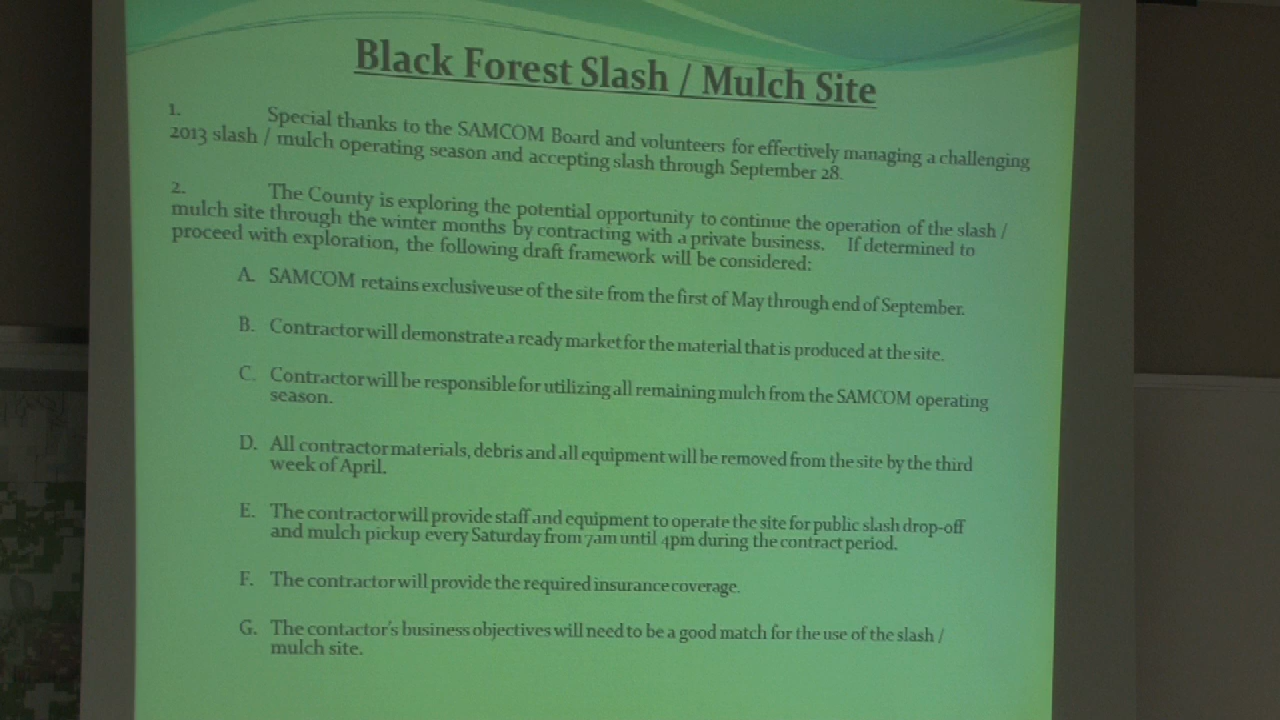 Black Forest Slash / Mulch Site
1. Special thanks to the SAMCOM Board and volunteers for effectively managing a challenging
2013 slash / mulch operating season and accepting slash through September 28.
2. The County is exploring the potential opportunity to continue the operation of the slash /
mulch site through the winter months by contracting with a private business. If determined to
proceed with exploration, the following draft framework will be considered:
A. SAMCOM retains exclusive use of the site from the first of May through end of September.
B. Contractor will demonstrate a ready market for the material that is produced at the site.
C. Contractor will be responsible for utilizing all remaining mulch from the SAMCOM operating
season.
D. All contractor materials, debris and all equipment will be removed from the site by the third
week of April.
E. The contractor will provide staff and equipment to operate the site for public slash drop-off
and mulch pickup every Saturday from 7am until 4pm during the contract period.
F. The contractor will provide the required insurance coverage.
G. The contactor's business objectives will need to be a good match for the use of the slash /
mulch site.